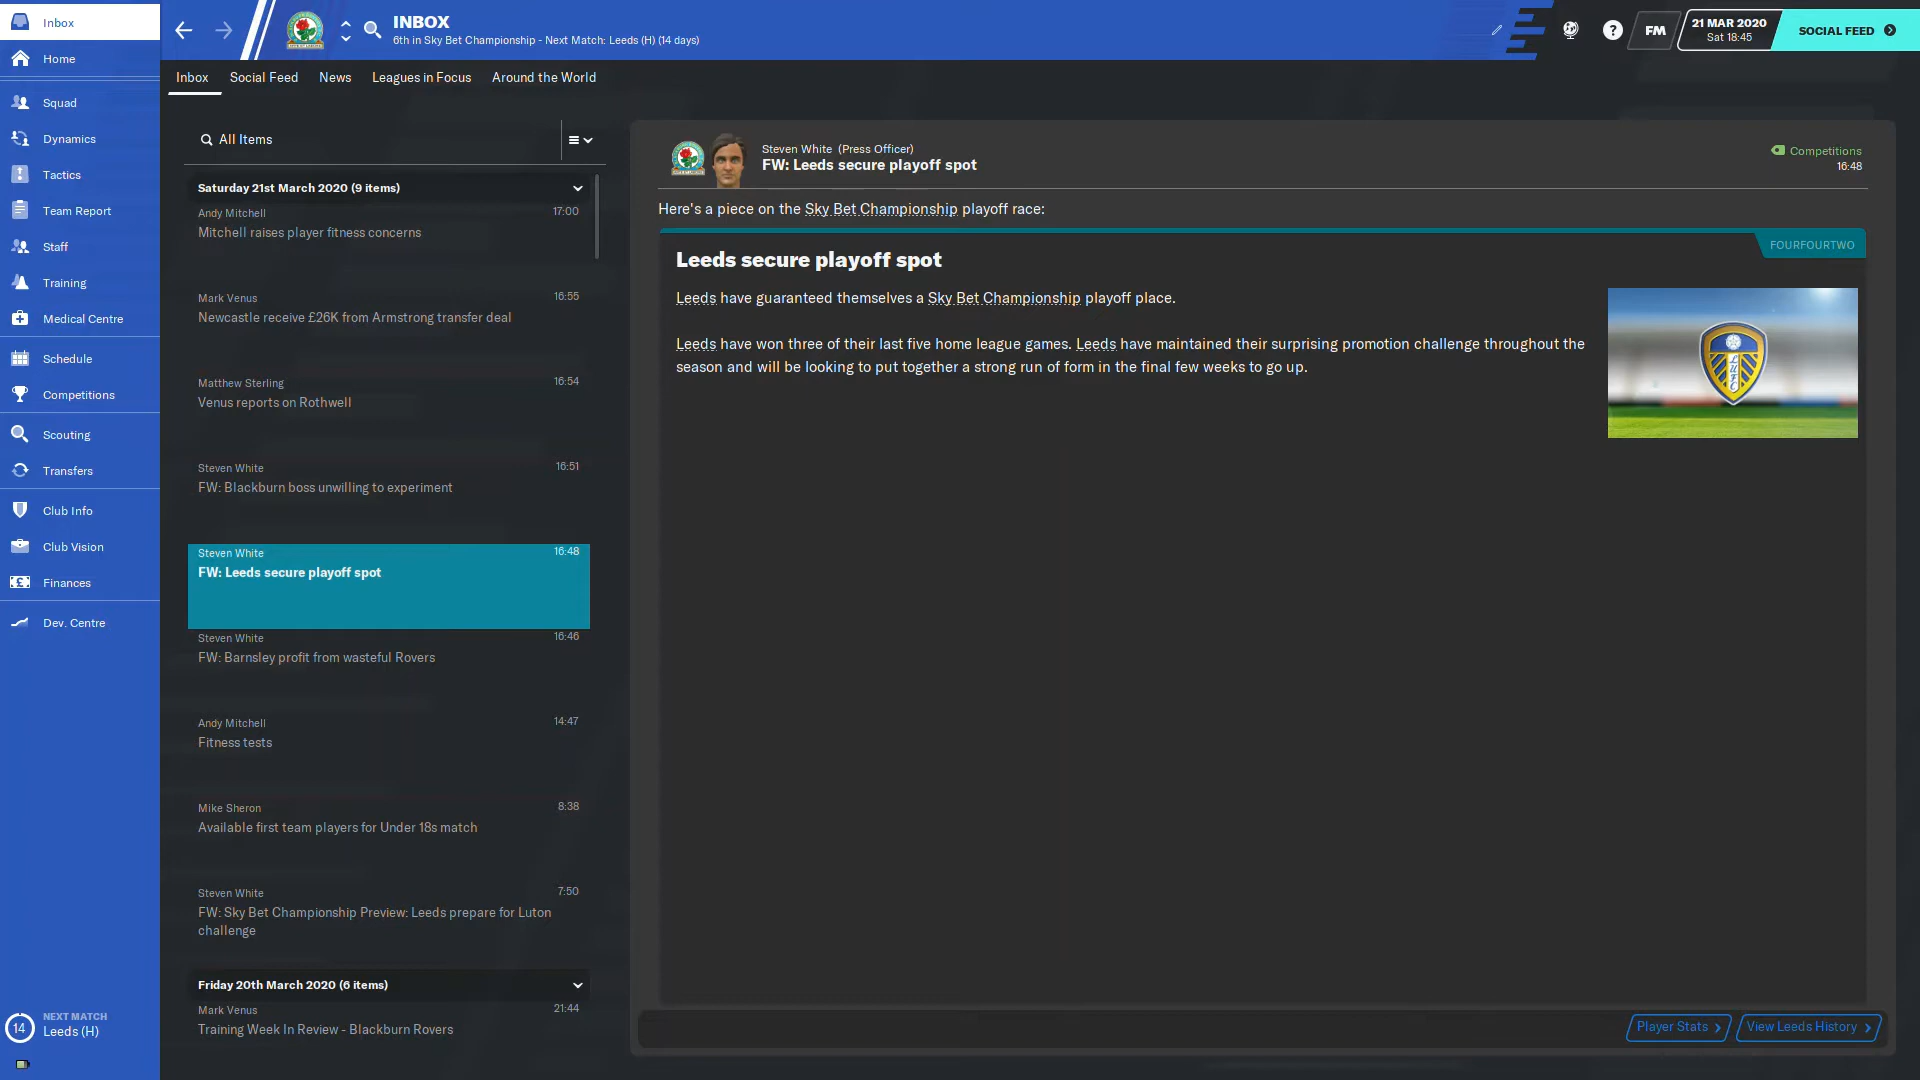 Inbox
Home
Squad
Dynamics
Tactics
Team Report
Staff
Training
Medical Centre
Schedule
Competitions
Scouting
Transfers
Club Info
Club Vision
Finances
Dev. Centre
14
NEXT MATCH
Leeds (H)
INBOX
6th in Sky Bet Championship - Next Match: Leeds (H) (14 days)
FM
21 MAR 2020
Sat 18:45
SOCIAL FEED
Inbox Social Feed News Leagues in Focus Around the World
All Items
Saturday 21st March 2020 (9 items)
Andy Mitchell 17:00
Mitchell raises player fitness concerns
Mark Venus 16:55
Newcastle receive £26K from Armstrong transfer deal
Matthew Sterling 16:54
Venus reports on Rothwell
Steven White 16:51
FW: Blackburn boss unwilling to experiment
Steven White 16:48
FW: Leeds secure playoff spot
Steven White 16:46
FW: Barnsley profit from wasteful Rovers
Andy Mitchell 14:47
Fitness tests
Mike Sheron 8:38
Available first team players for Under 18s match
Steven White 7:50
FW: Sky Bet Championship Preview: Leeds prepare for Luton
challenge
Friday 20th March 2020 (6 items)
Mark Venus 21:44
Training Week In Review - Blackburn Rovers
Steven White (Press Officer)
FW: Leeds secure playoff spot
Competitions
16:48
Here's a piece on the Sky Bet Championship playoff race:
FOURFOURTWO
Leeds secure playoff spot
Leeds have guaranteed themselves a Sky Bet Championship playoff place.
Leeds have won three of their last five home league games. Leeds have maintained their surprising promotion challenge throughout the
season and will be looking to put together a strong run of form in the final few weeks to go up.
LUFC
Player Stats
View Leeds History